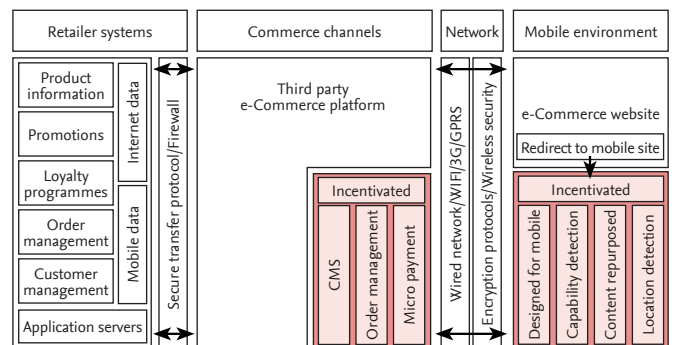 Retailer systems
Commerce channels
Network
Mobile environment
Product
information
Promotions
Loyalty
programmes
Order
management
Customer
management
Application servers
Internet data
Mobile data
Secure transfer protocol/Firewall
Third party
e-Commerce platform
Incentivated
CMS
Order management
Micro payment
Wired network/WIFI/3G/GPRS
Encryption protocols/Wireless security
e-Commerce website
Redirect to mobile site
Incentivated
Designed for mobile
Capability detection
Content repurposed
Location detection